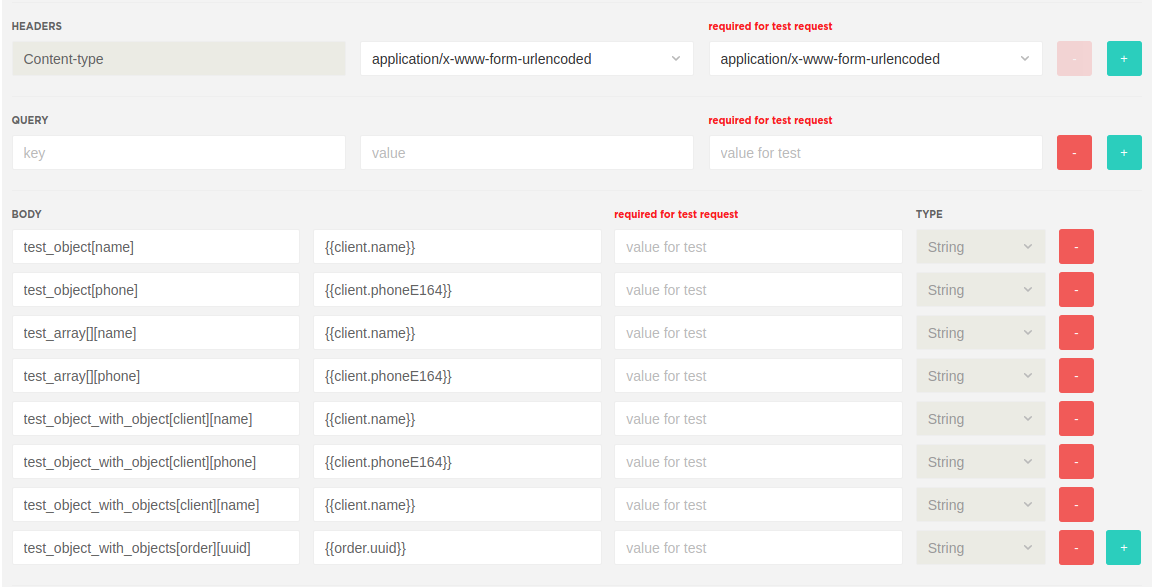 HEADERS required for test request
Content-type application/x-www-form-urlencoded application/x-www-form-urlencoded - +
QUERY required for test request
key value value for test - +
BODY required for test request TYPE
test_object[name] {{client.name}} value for test String -
test_object[phone] {{client.phoneE164}} value for test String -
test_array[][name] {{client.name}} value for test String -
test_array[][phone] {{client.phoneE164}} value for test String -
test_object_with_object[client][name] {{client.name}} value for test String -
test_object_with_object[client][phone] {{client.phoneE164}} value for test String -
test_object_with_objects[client][name] {{client.name}} value for test String -
test_object_with_objects[order][uuid] {{order.uuid}} value for test String - +